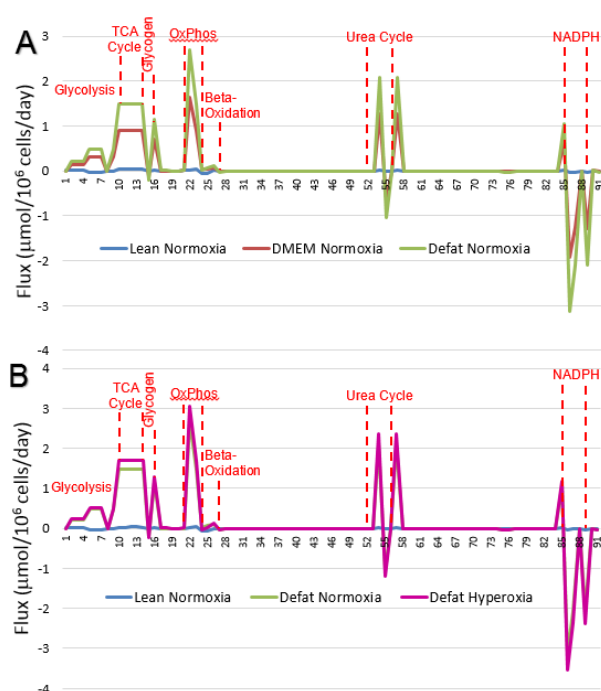 A
TCA
Cycle
Glycogen
OxPhos
Urea Cycle
NADPH
Glycolysis
Beta-
Oxidation
Flux (µmol/10⁶ cells/day)
3
2
1
0
-1
-2
-3
-4
1 4 7 10 13 16 19 22 25 28 31 34 37 40 43 46 49 52 55 58 61 64 67 70 73 76 79 82 85 88 91
Lean Normoxia DMEM Normoxia Defat Normoxia
B
TCA
Cycle
Glycogen
OxPhos
Urea Cycle
NADPH
Glycolysis
Beta-
Oxidation
Flux (µmol/10⁶ cells/day)
4
3
2
1
0
-1
-2
-3
-4
1 4 7 10 13 16 19 22 25 28 31 34 37 40 43 46 49 52 55 58 61 64 67 70 73 76 79 82 85 88 91
Lean Normoxia Defat Normoxia Defat Hyperoxia